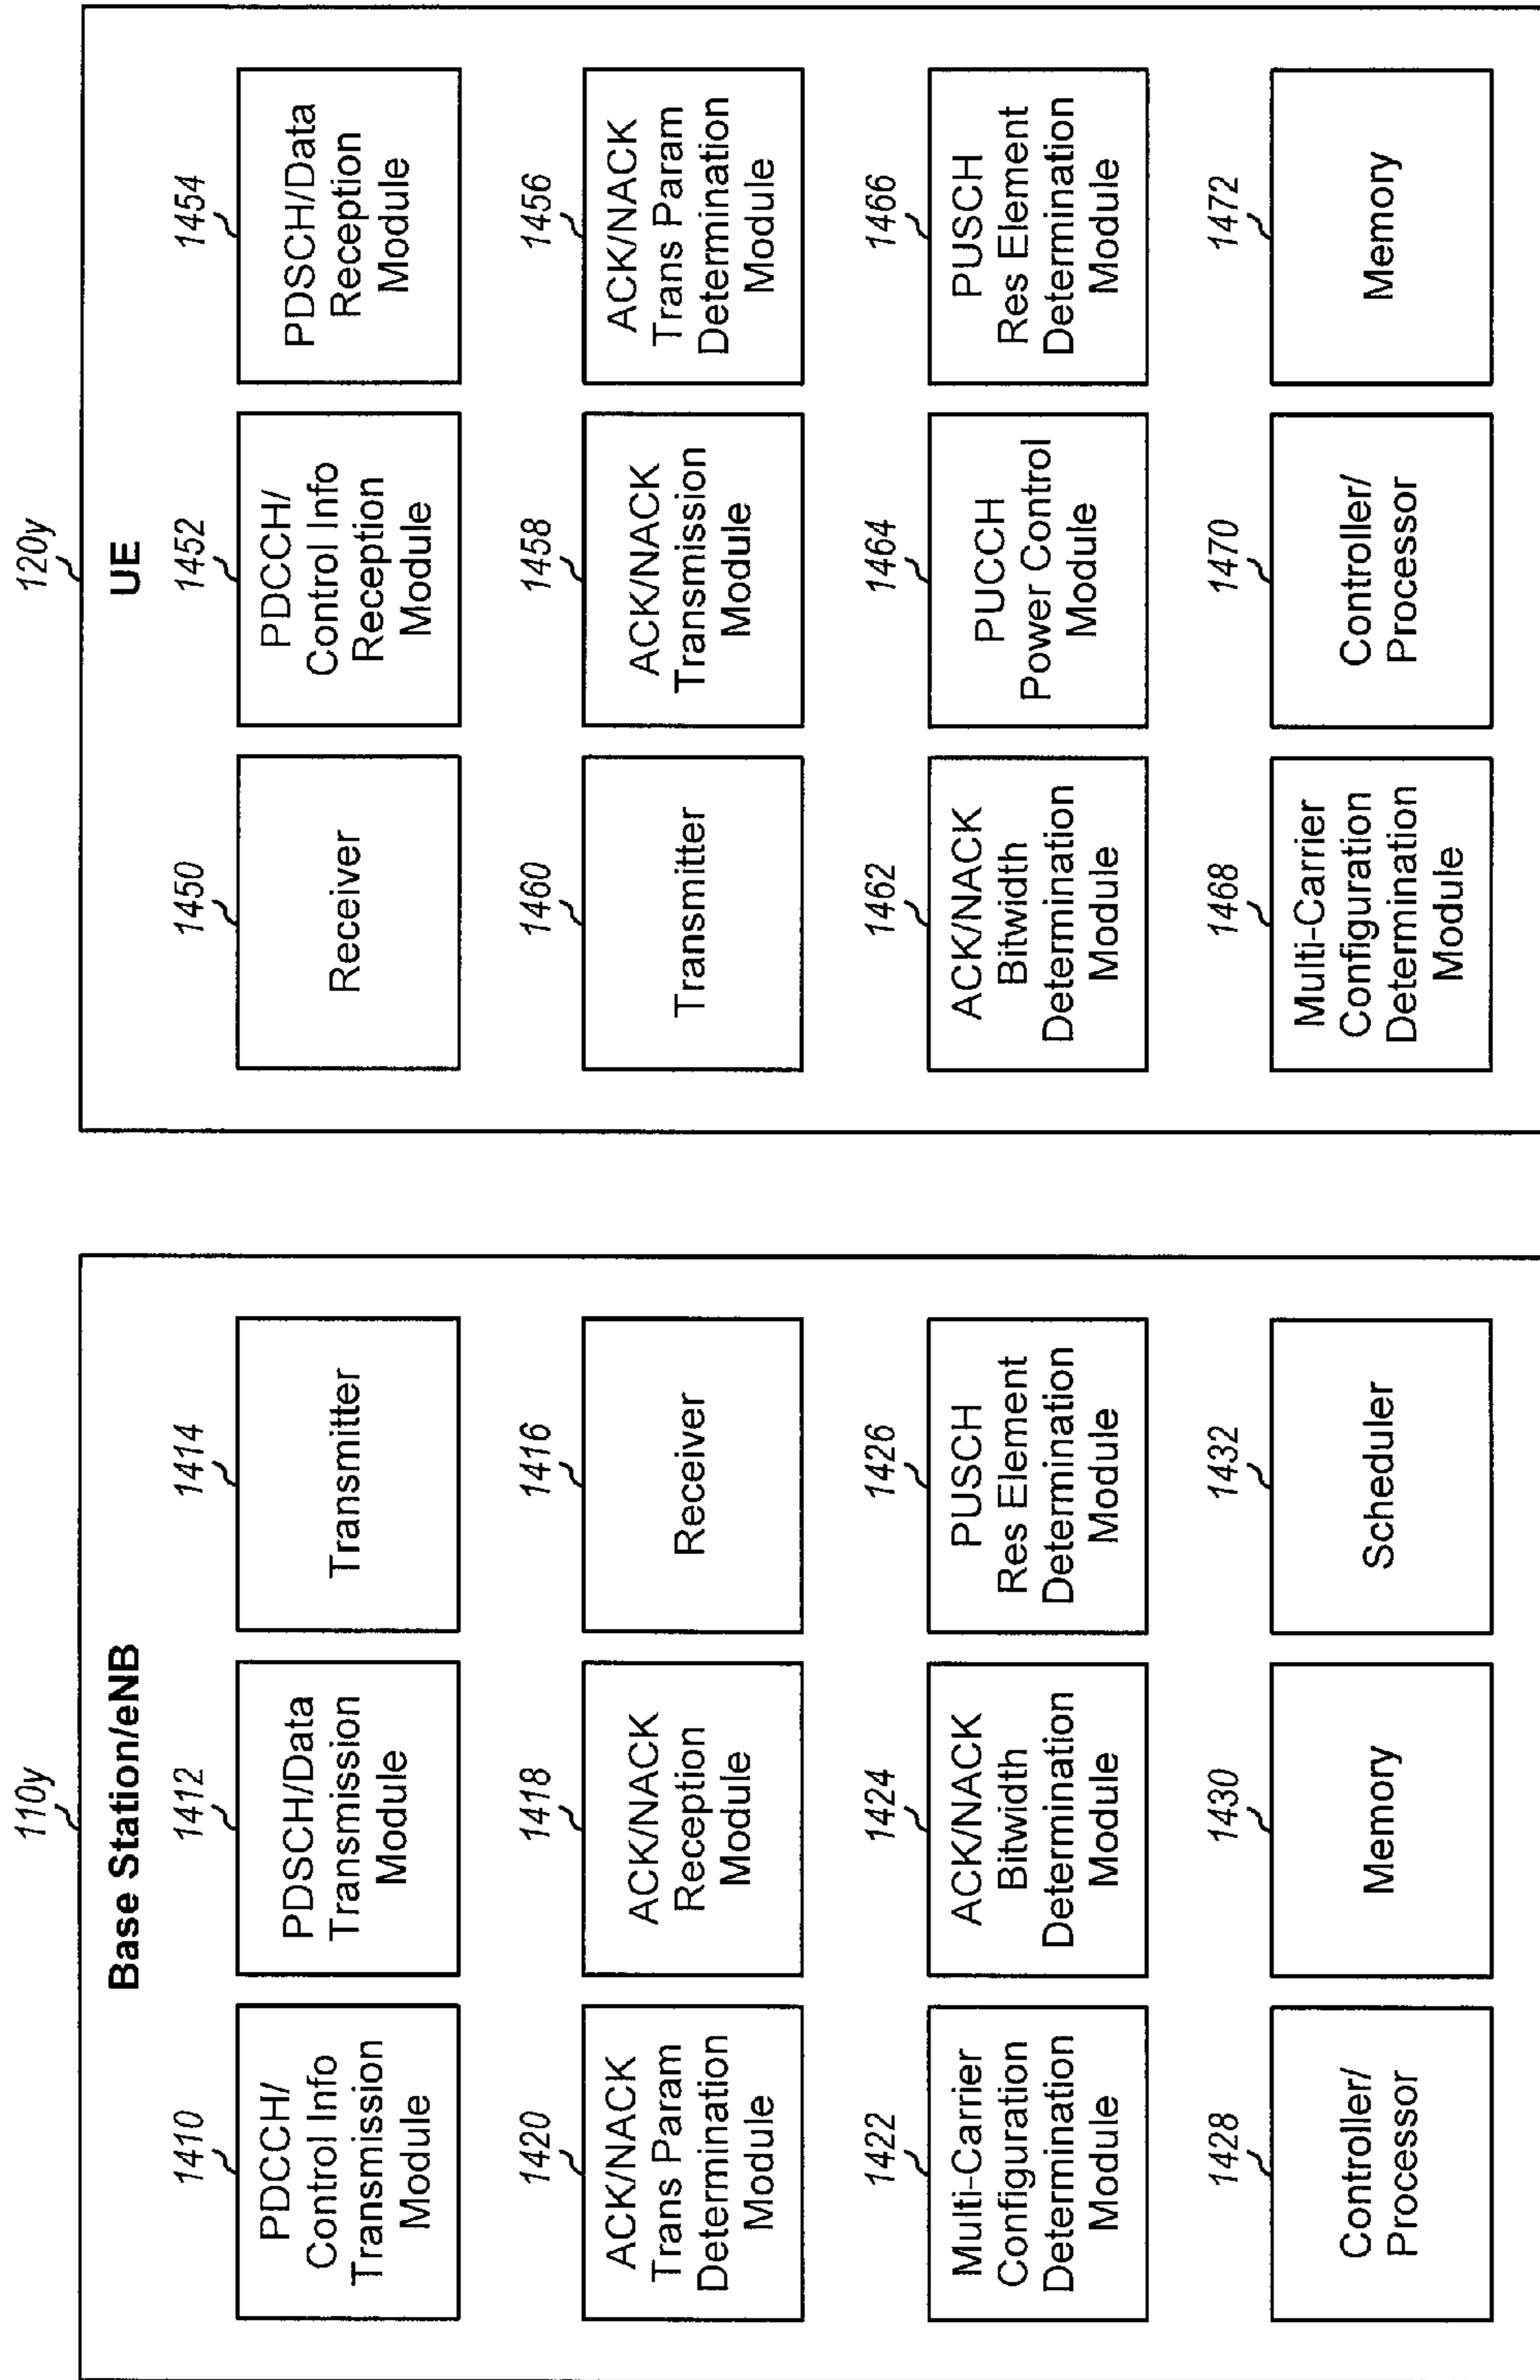 110y
Base Station/eNB
1410
PDCCH/
Control Info
Transmission
Module
1412
PDSCH/Data
Transmission
Module
1414
Transmitter
1420
ACK/NACK
Trans Param
Determination
Module
1418
ACK/NACK
Reception
Module
1416
Receiver
1422
Multi-Carrier
Configuration
Determination
Module
1424
ACK/NACK
Bitwidth
Determination
Module
1426
PUSCH
Res Element
Determination
Module
1428
Controller/
Processor
1430
Memory
1432
Scheduler
120y
UE
1450
Receiver
1452
PDCCH/
Control Info
Reception
Module
1454
PDSCH/Data
Reception
Module
1460
Transmitter
1458
ACK/NACK
Transmission
Module
1456
ACK/NACK
Trans Param
Determination
Module
1462
ACK/NACK
Bitwidth
Determination
Module
1464
PUCCH
Power Control
Module
1466
PUSCH
Res Element
Determination
Module
1468
Multi-Carrier
Configuration
Determination
Module
1470
Controller/
Processor
1472
Memory